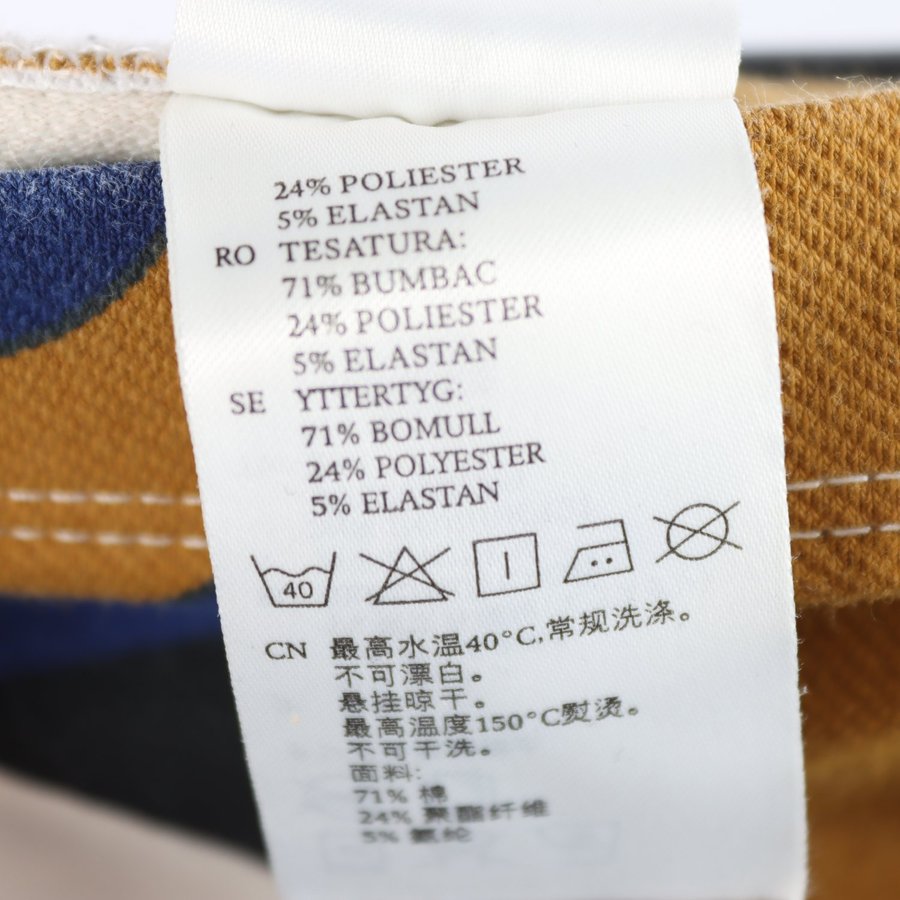 24% POLIESTER
5% ELASTAN
RO TESATURA:
71% BUMBAC
24% POLIESTER
5% ELASTAN
SE YTTERTYG:
71% BOMULL
24% POLYESTER
5% ELASTAN
40
CN 最高水温40°C,常规洗涤。
不可漂白。
悬挂晾干。
最高温度150°C熨烫。
不可干洗。
面料:
71% 棉
24% 聚酯纤维
5% 氨纶